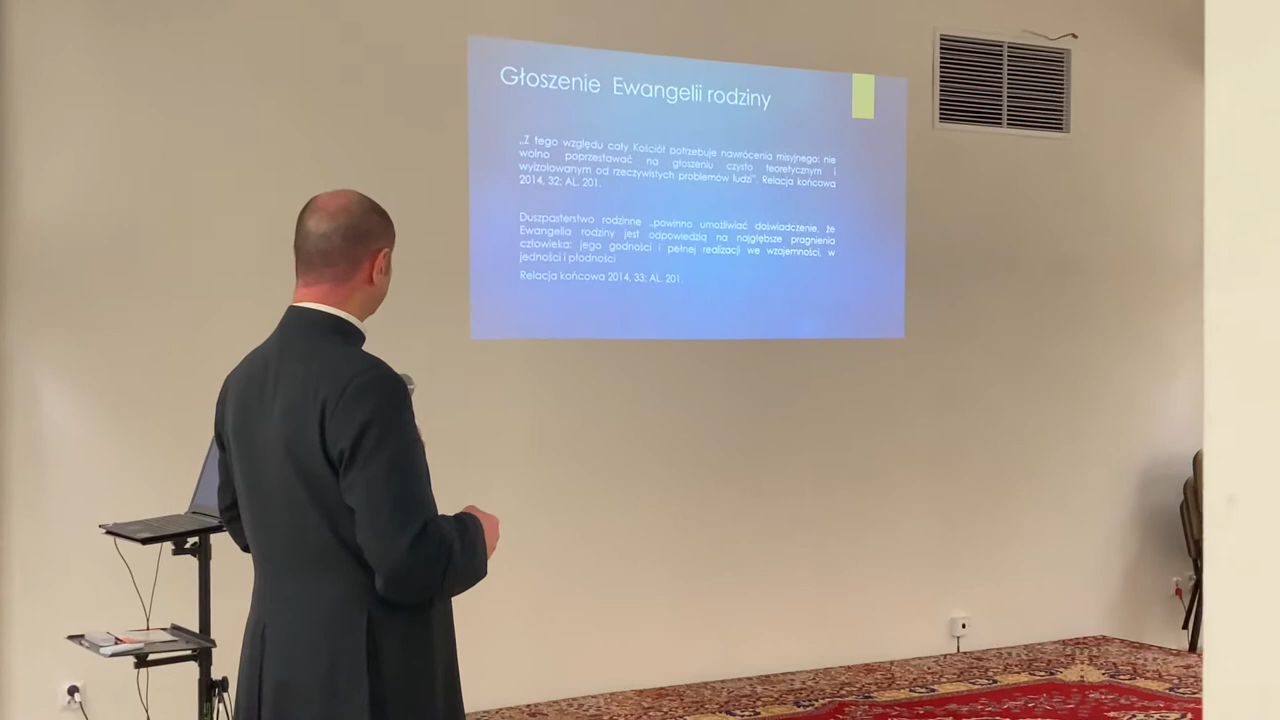 Głoszenie Ewangelii rodziny
„Z tego względu cały Kościół potrzebuje nawrócenia misyjnego: nie
wolno poprzestawać na głoszeniu czysto teoretycznym i
wyizolowanym od rzeczywistych problemów ludzi”. Relacja końcowa
2014, 32; AL. 201.
Duszpasterstwo rodzinne „powinno umożliwiać doświadczenie, że
Ewangelia rodziny jest odpowiedzią na najgłębsze pragnienia
człowieka: jego godności i pełnej realizacji we wzajemności, w
jedności i płodności
Relacja końcowa 2014, 33; AL. 201.